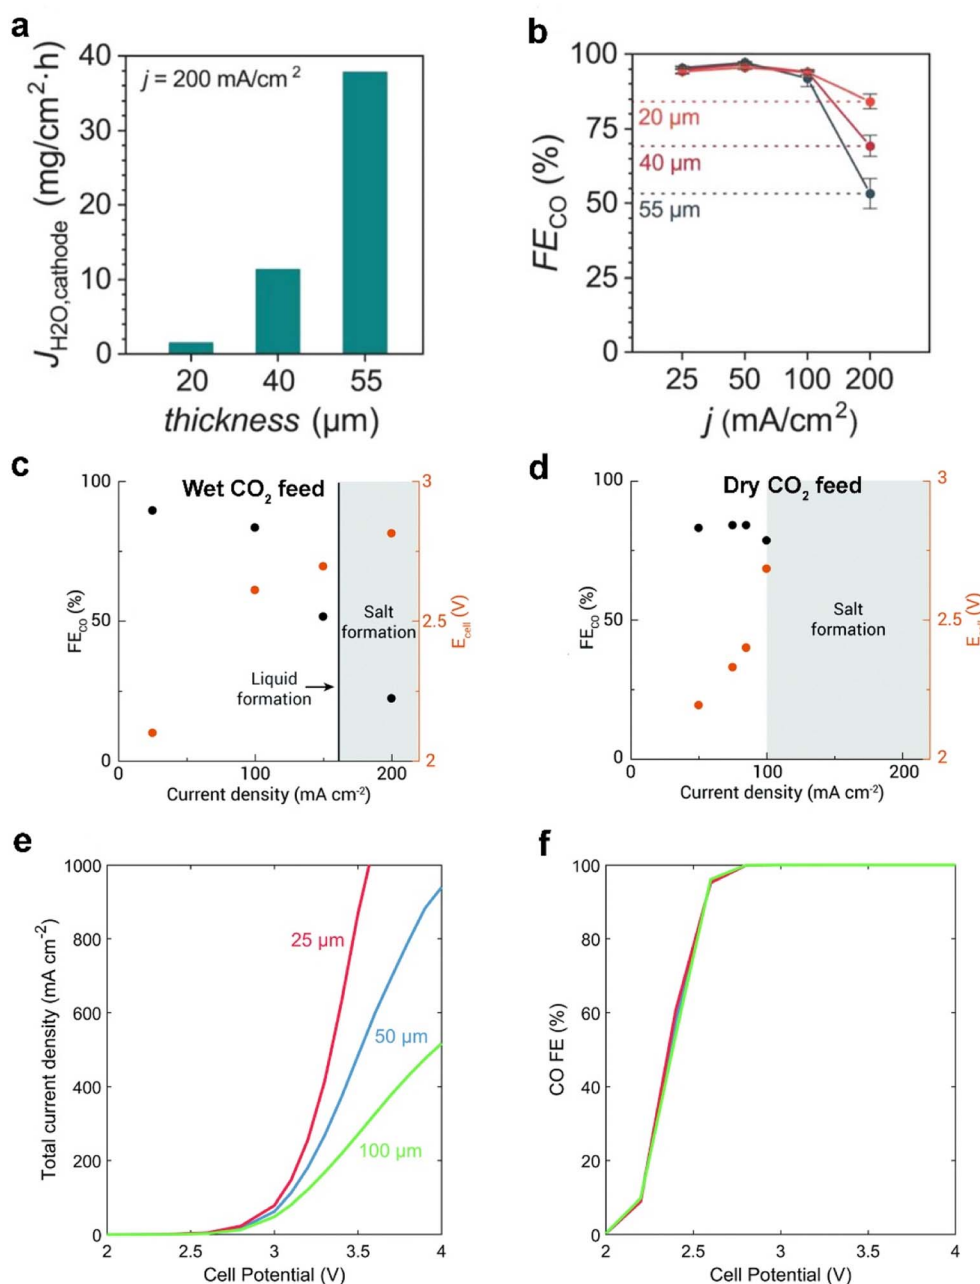 a
j = 200 mA/cm²
40
30
20
10
0
J_H2O,cathode (mg/cm²·h)
20 40 55
thickness (µm)
b
100
75
50
25
0
FE_CO (%)
20 µm
40 µm
55 µm
25 50 100 200
j (mA/cm²)
c
Wet CO₂ feed
100
50
0
FE_co (%)
3
2.5
2
E_cell (V)
Salt
formation
Liquid
formation
0 100 200
Current density (mA cm⁻²)
d
Dry CO₂ feed
100
50
0
FE_co (%)
3
2.5
2
(V)
Salt
formation
0 100 200
Current density (mA cm⁻²)
e
1000
800
600
400
200
0
Total current density (mA cm⁻²)
25 µm
50 µm
100 µm
2 2.5 3 3.5 4
Cell Potential (V)
f
100
80
60
40
20
0
CO FE (%)
2 2.5 3 3.5 4
Cell Potential (V)